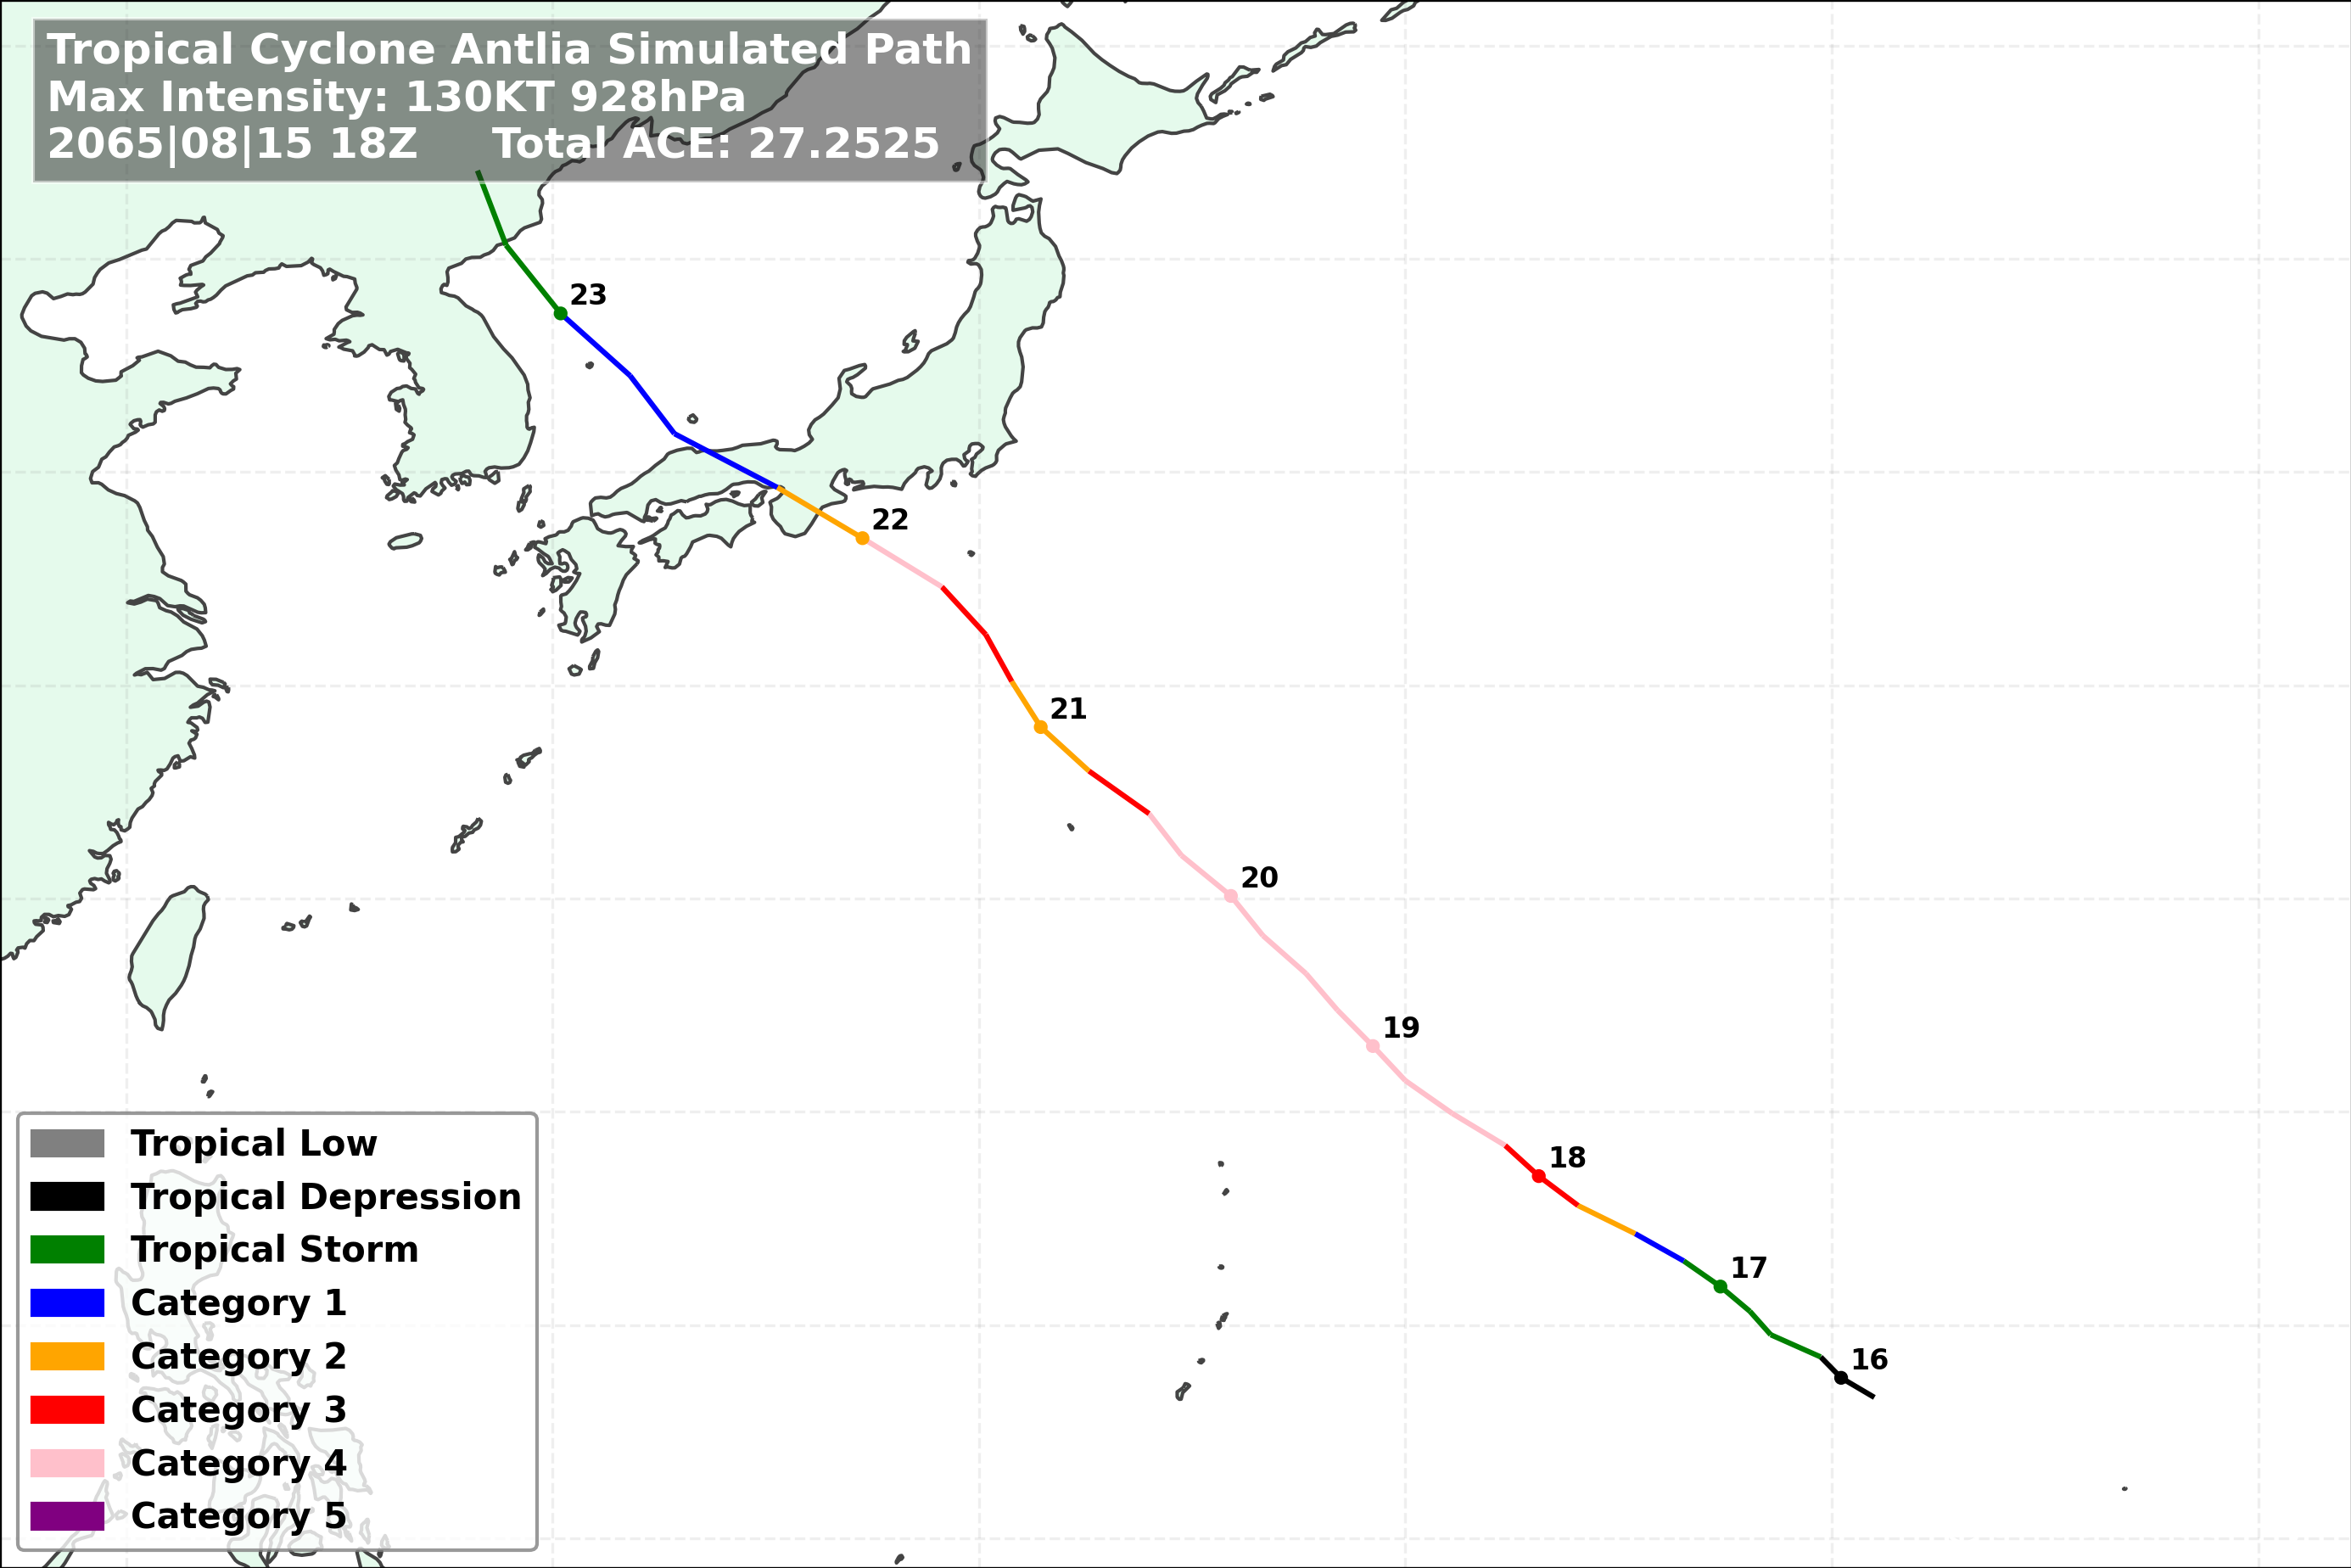 Tropical Cyclone Antlia Simulated Path
Max Intensity: 130KT 928hPa
2065|08|15 18Z Total ACE: 27.2525
23
22
21
20
19
18
17
16
Tropical Low
Tropical Depression
Tropical Storm
Category 1
Category 2
Category 3
Category 4
Category 5